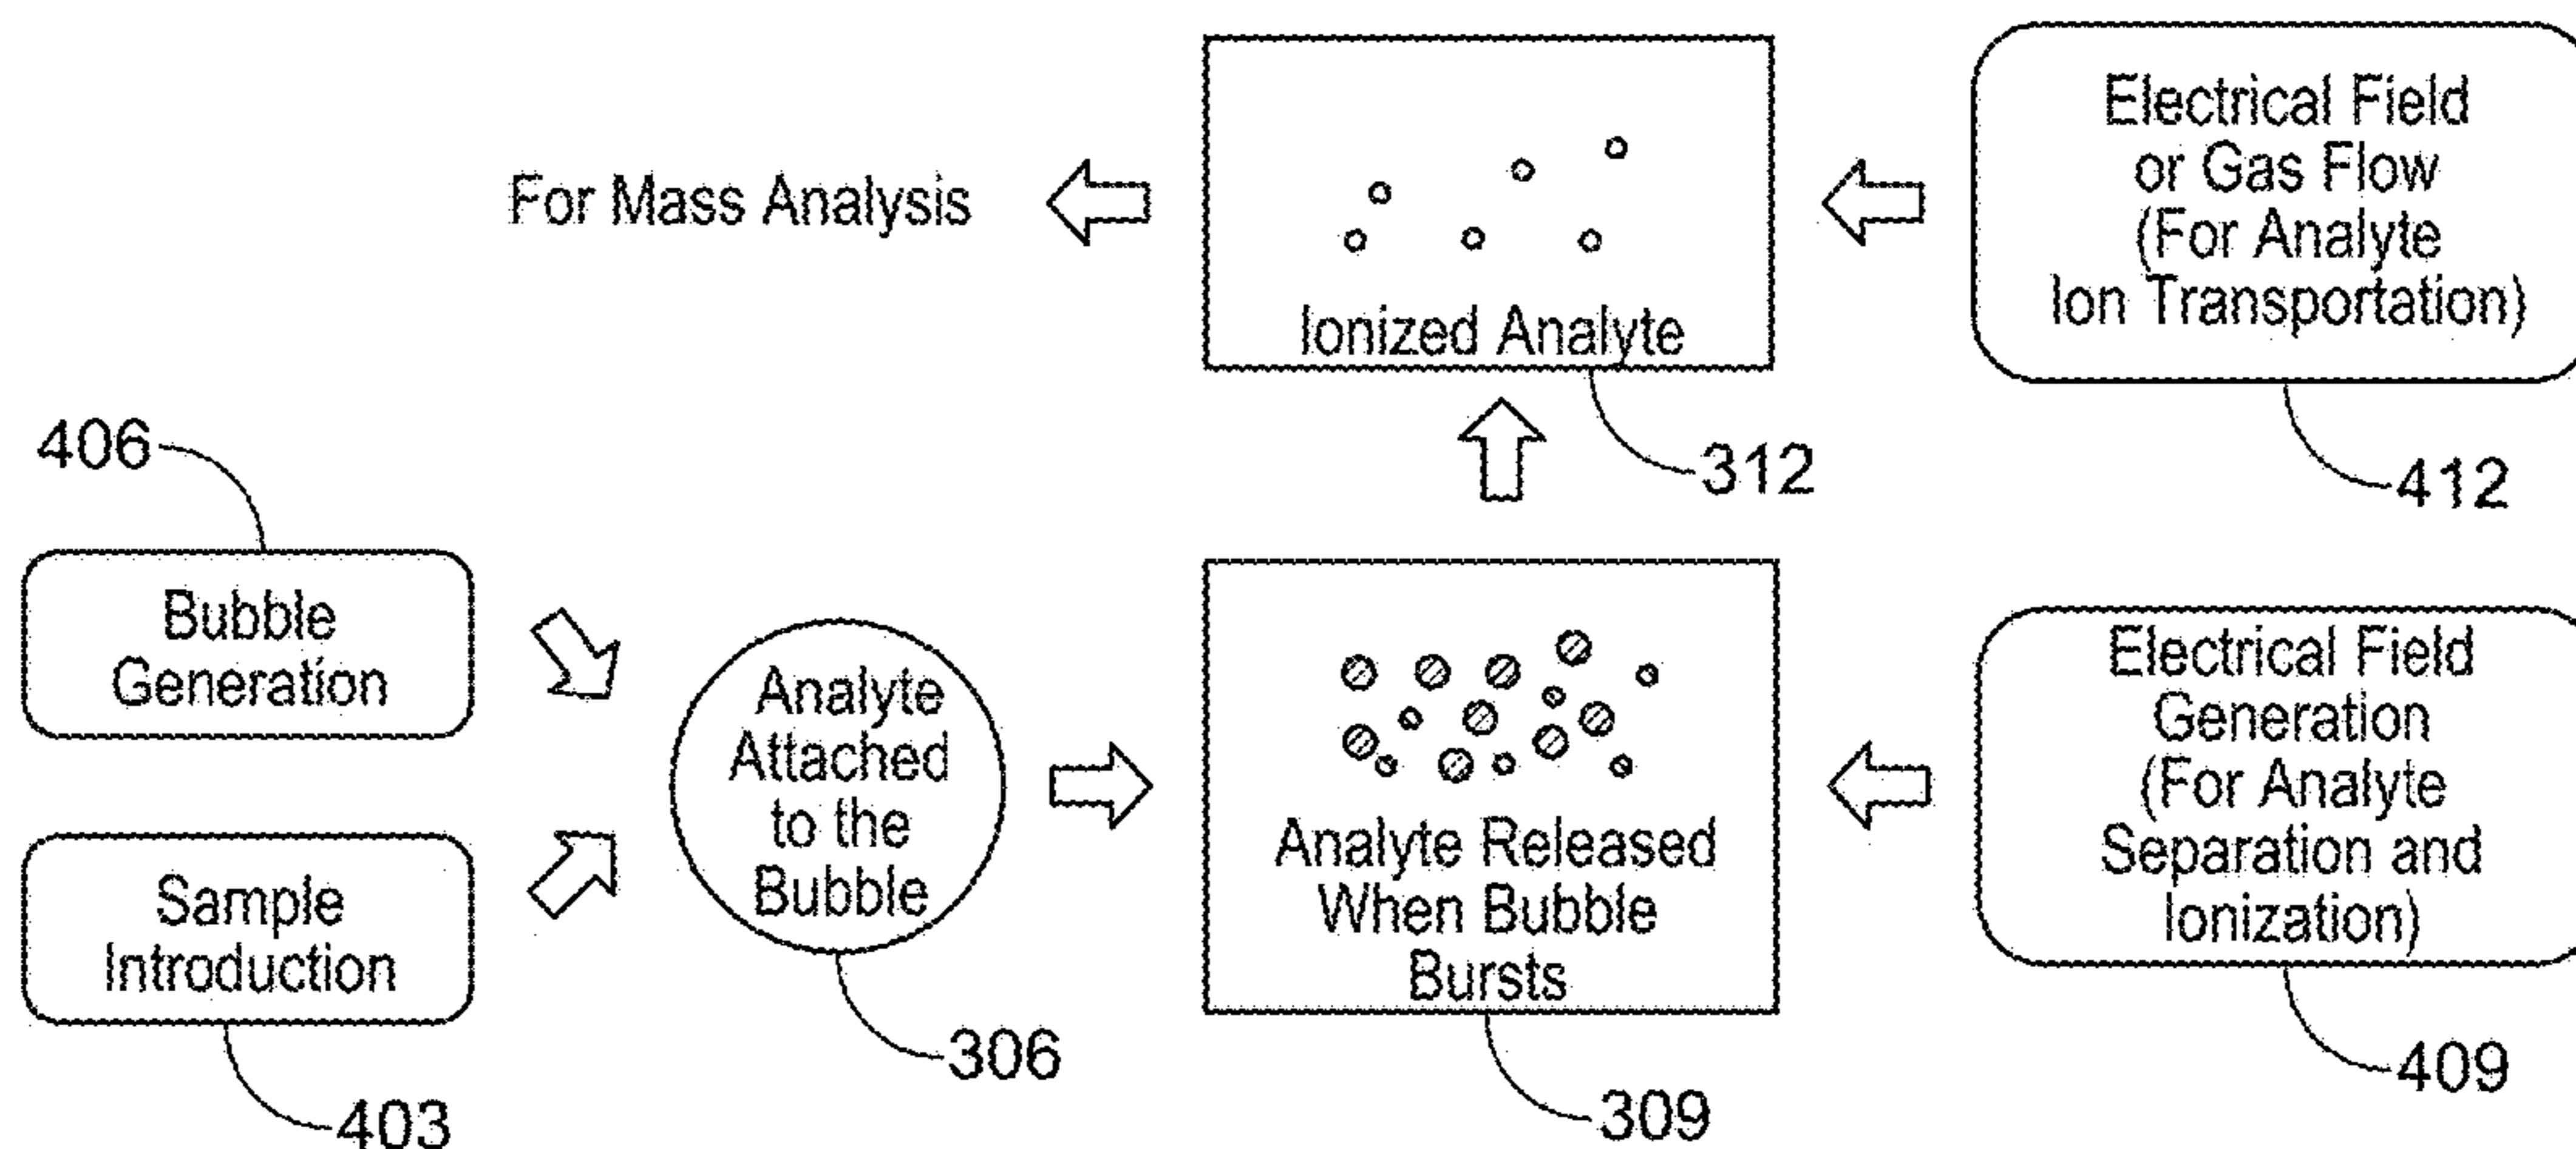 For Mass Analysis
Ionized Analyte
Electrical Field
or Gas Flow
(For Analyte
Ion Transportation)
406
312
412
Bubble
Generation
Sample
Introduction
Analyte
Attached
to the
Bubble
Analyte Released
When Bubble
Bursts
Electrical Field
Generation
(For Analyte
Separation and
Ionization)
403
306
309
409